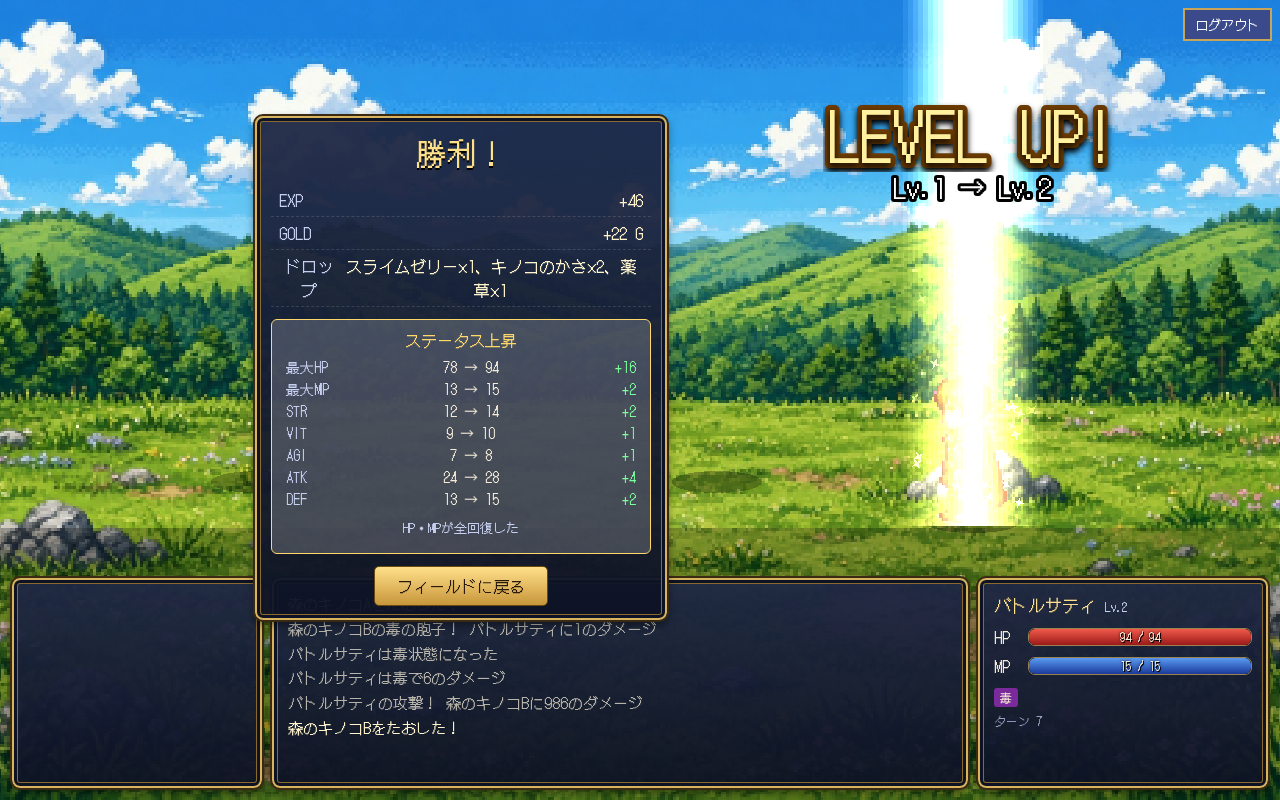 ログアウト
LEVEL UP!
Lv.1 → Lv.2
勝利！
EXP +46
GOLD +22 G
ドロップ スライムゼリーx1、キノコのかさx2、薬草x1
ステータス上昇
最大HP 78 → 94 +16
最大MP 13 → 15 +2
STR 12 → 14 +2
VIT 9 → 10 +1
AGI 7 → 8 +1
ATK 24 → 28 +4
DEF 13 → 15 +2
HP・MPが全回復した
フィールドに戻る
森のキノコBの毒の胞子！ バトルサティに1のダメージ
バトルサティは毒状態になった
バトルサティは毒で6のダメージ
バトルサティの攻撃！ 森のキノコBに986のダメージ
森のキノコBをたおした！
バトルサティ Lv.2
HP 94 / 94
MP 15 / 15
毒
ターン 7